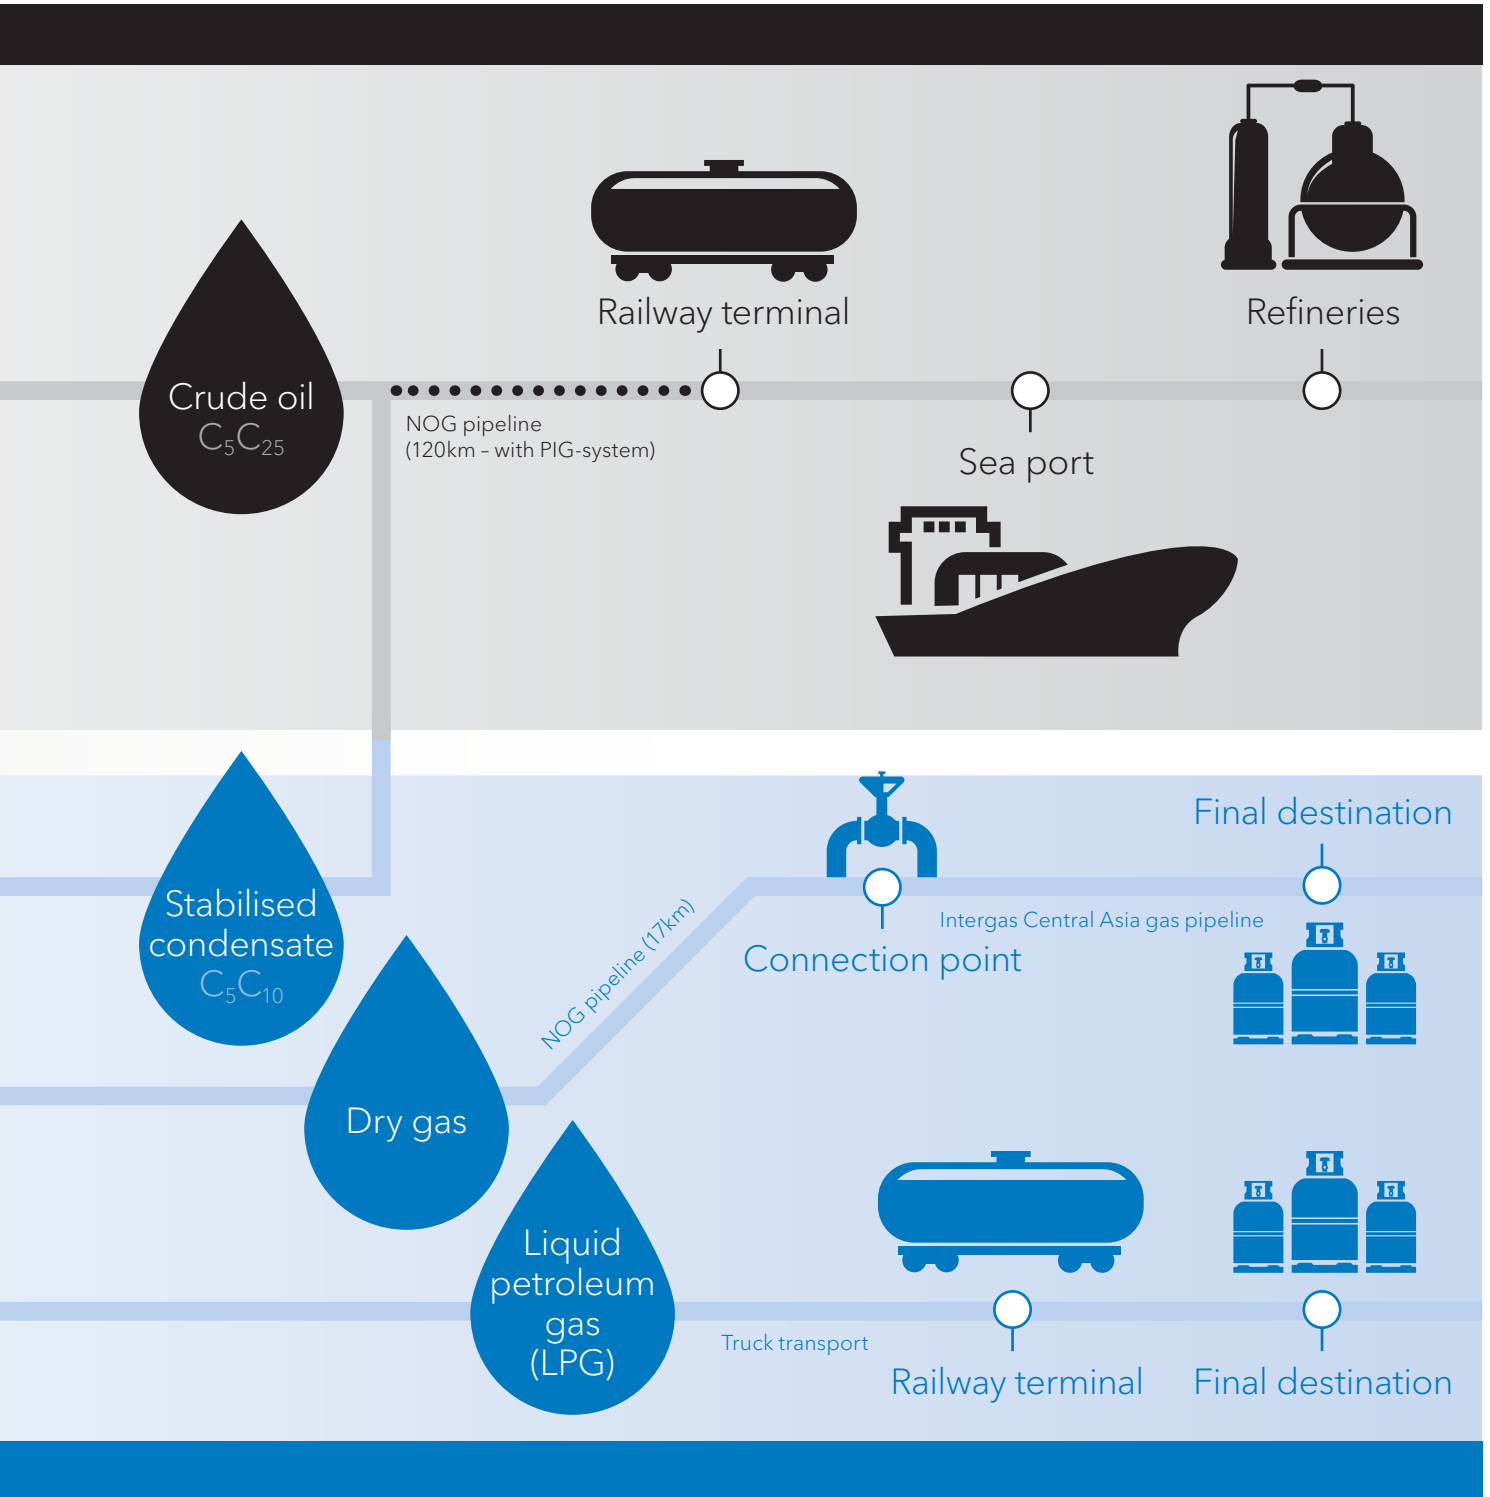 Railway terminal
Refineries
Crude oil
C5C25
NOG pipeline
(120km – with PIG-system)
Sea port
Final destination
Stabilised
condensate
C5C10
NOG pipeline (17km)
Intergas Central Asia gas pipeline
Connection point
Dry gas
Liquid
petroleum
gas
(LPG)
Truck transport
Railway terminal
Final destination